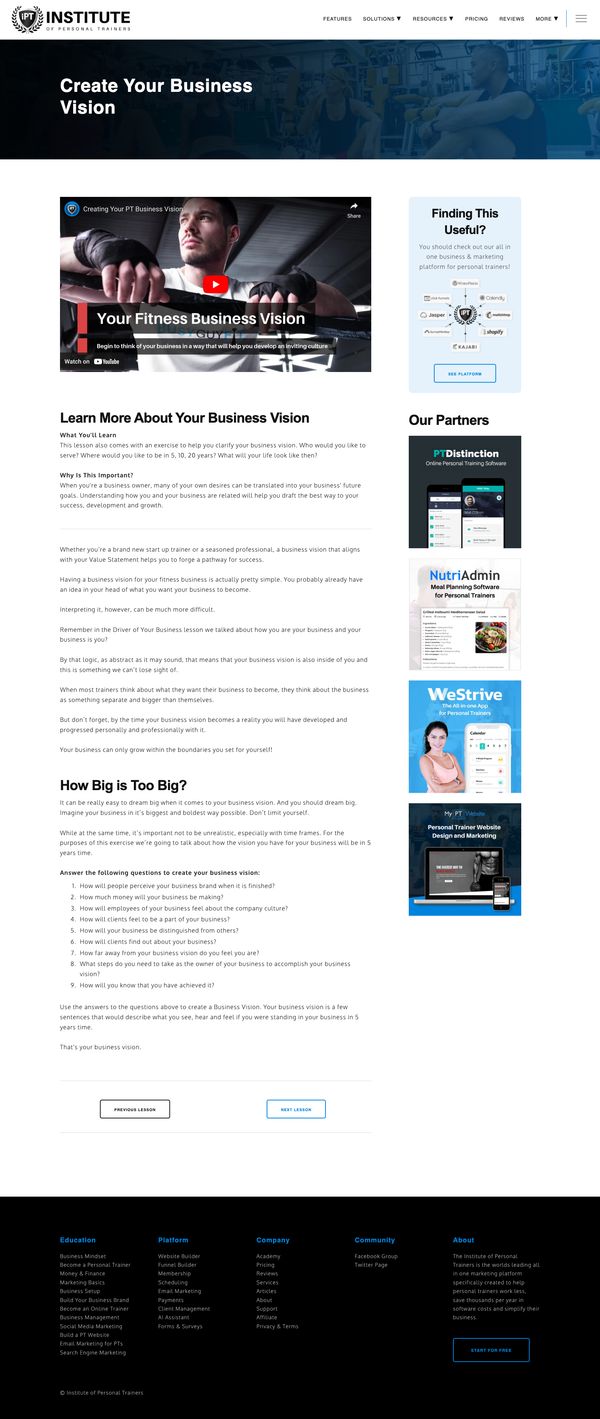 IPT INSTITUTE
OF PERSONAL TRAINERS
FEATURES SOLUTIONS ▼ RESOURCES ▼ PRICING REVIEWS MORE ▼
Create Your Business
Vision
IPT Creating Your PT Business Vision
Share
Your Fitness Business Vision
Begin to think of your business in a way that will help you develop an inviting culture
Watch on YouTube
Learn More About Your Business Vision
What You'll Learn
This lesson also comes with an exercise to help you clarify your business vision. Who would you like to
serve? Where would you like to be in 5, 10, 20 years? What will your life look like then?
Why Is This Important?
When you're a business owner, many of your own desires can be translated into your business' future
goals. Understanding how you and your business are related will help you draft the best way to your
success, development and growth.
Whether you're a brand new start up trainer or a seasoned professional, a business vision that aligns
with your Value Statement helps you to forge a pathway for success.
Having a business vision for your fitness business is actually pretty simple. You probably already have
an idea in your head of what you want your business to become.
Interpreting it, however, can be much more difficult.
Remember in the Driver of Your Business lesson we talked about how you are your business and your
business is you?
By that logic, as abstract as it may sound, that means that your business vision is also inside of you and
this is something we can't lose sight of.
When most trainers think about what they want their business to become, they think about the business
as something separate and bigger than themselves.
But don't forget, by the time your business vision becomes a reality you will have developed and
progressed personally and professionally with it.
Your business can only grow within the boundaries you set for yourself!
How Big is Too Big?
It can be really easy to dream big when it comes to your business vision. And you should dream big.
Imagine your business in it's biggest and boldest way possible. Don't limit yourself.
While at the same time, it's important not to be unrealistic, especially with time frames. For the
purposes of this exercise we're going to talk about how the vision you have for your business will be in 5
years time.
Answer the following questions to create your business vision:
1. How will people perceive your business brand when it is finished?
2. How much money will your business be making?
3. How will employees of your business feel about the company culture?
4. How will clients feel to be a part of your business?
5. How will your business be distinguished from others?
6. How will clients find out about your business?
7. How far away from your business vision do you feel you are?
8. What steps do you need to take as the owner of your business to accomplish your business
vision?
9. How will you know that you have achieved it?
Use the answers to the questions above to create a Business Vision. Your business vision is a few
sentences that would describe what you see, hear and feel if you were standing in your business in 5
years time.
That's your business vision.
PREVIOUS LESSON
NEXT LESSON
Finding This
Useful?
You should check out our all in
one business & marketing
platform for personal trainers!
WordPress
Calendly
Jasper
IPT
mailchimp
shopify
KAJABI
SEE PLATFORM
Our Partners
PTDistinction
Online Personal Training Software
NutriAdmin
Meal Planning Software
for Personal Trainers
Grilled Halloumi Mediterranean Salad
WeStrive
The All in one App
for Personal Trainers
Calendar
My PT Website
Personal Trainer Website
Design and Marketing
Education
Business Mindset
Become a Personal Trainer
Money & Finance
Marketing Basics
Business Setup
Build Your Business Brand
Become an Online Trainer
Business Management
Social Media Marketing
Build a PT Website
Email Marketing for PTs
Search Engine Marketing
Platform
Website Builder
Funnel Builder
Membership
Scheduling
Email Marketing
Payments
Client Management
AI Assistant
Forms & Surveys
Company
Academy
Pricing
Reviews
Services
Articles
About
Support
Affiliate
Privacy & Terms
Community
Facebook Group
Twitter Page
About
The Institute of Personal
Trainers is the worlds leading all
in one marketing platform
specifically created to help
personal trainers work less,
save thousands per year in
software costs and simplify their
business.
START FOR FREE
© Institute of Personal Trainers